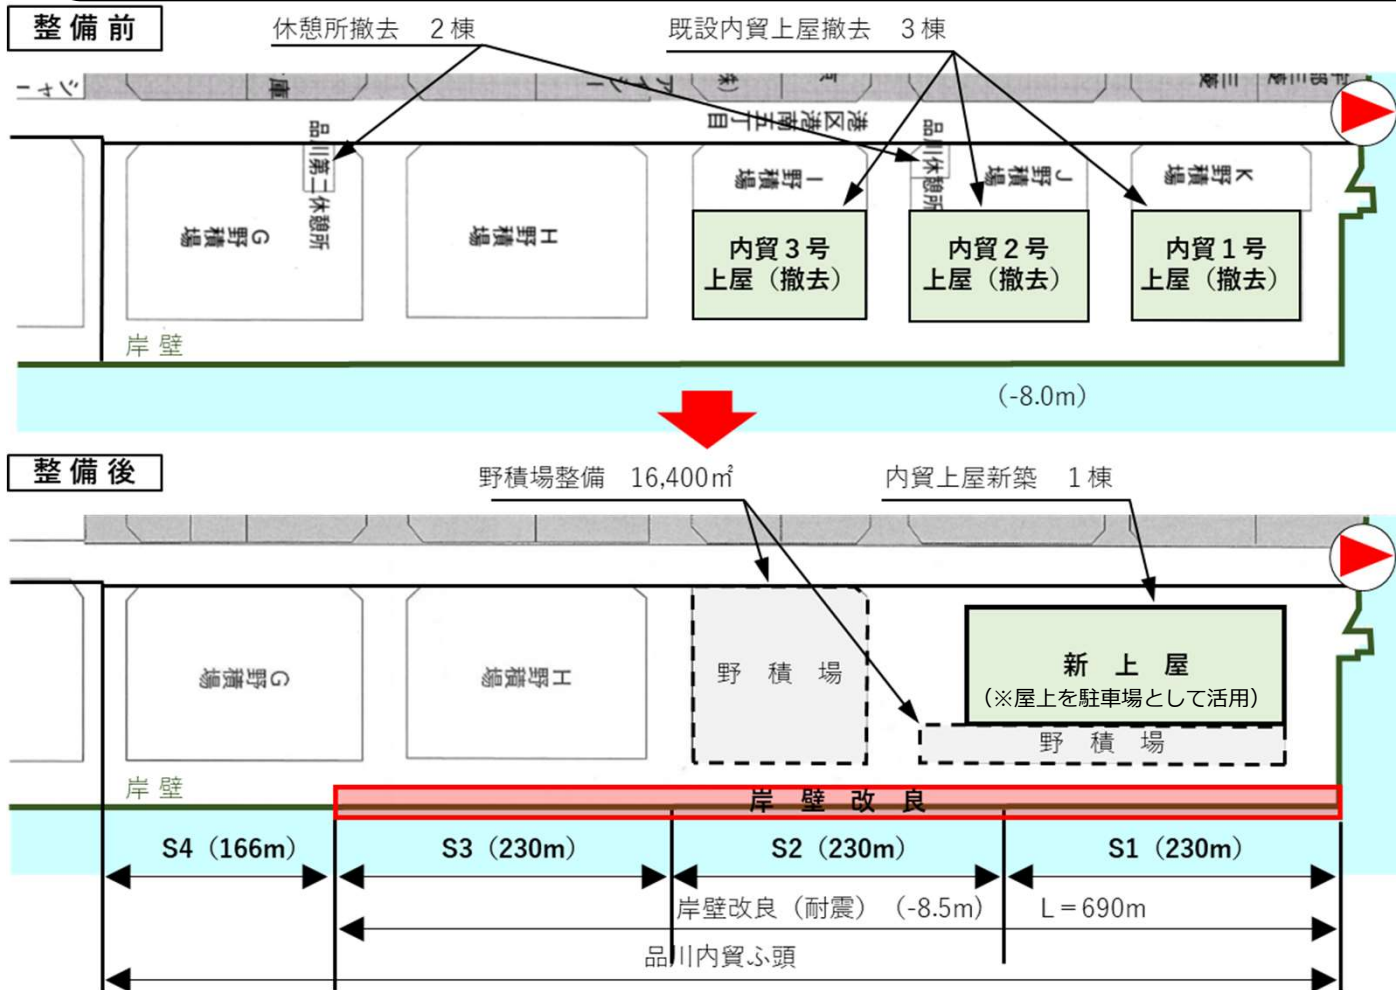 整備前
休憩所撤去　２棟
既設内貿上屋撤去　３棟
シャー
庫
港区港南五丁目
三菱
品川第二休憩所
品川休憩所
G野積場
H野積場
I野積場
J野積場
K野積場
内貿３号
上屋（撤去）
内貿２号
上屋（撤去）
内貿１号
上屋（撤去）
岸壁
（-8.0m）
整備後
野積場整備　16,400㎡
内貿上屋新築　１棟
G野積場
H野積場
野積場
新上屋
（※屋上を駐車場として活用）
野積場
岸壁
岸壁改良
S4（166m）
S3（230m）
S2（230m）
S1（230m）
岸壁改良（耐震）（-8.5m）　L＝690m
品川内貿ふ頭